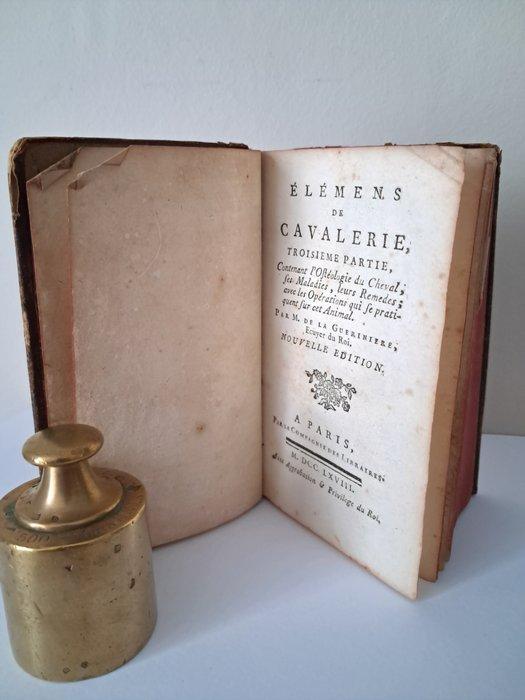 ÉLÉMENS
DE
CAVALERIE,
TROISIEME PARTIE,
Contenant l'Ostéologie du Cheval;
ses Maladies, leurs Remedes;
avec les Opérations qui se prati-
quent sur cet Animal.
PAR M. DE LA GUERINIERE,
Ecuyer du Roi.
NOUVELLE EDITION.
A PARIS,
PAR LA COMPAGNIE DES LIBRAIRES.
M. DCC. LXVIII.
Avec Approbation & Privilege du Roi,
500